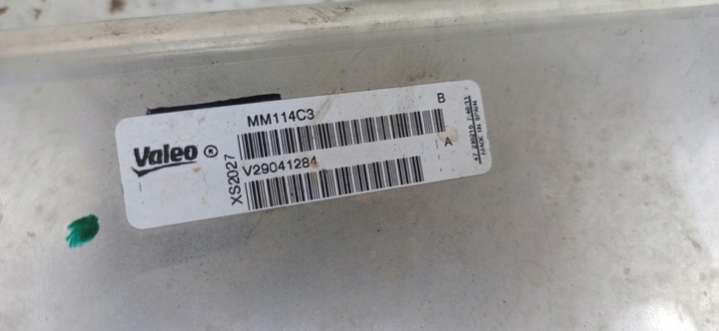 Valeo ®
XS2027
MM114C3
B
V29041284
A
MADE IN SPAIN